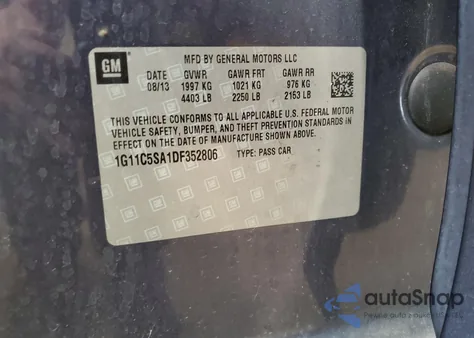 GM
MFD BY GENERAL MOTORS LLC
DATE GVWR GAWR FRT GAWR RR
08/13 1997 KG 1021 KG 976 KG
4403 LB 2250 LB 2153 LB
THIS VEHICLE CONFORMS TO ALL APPLICABLE U.S. FEDERAL MOTOR
VEHICLE SAFETY, BUMPER, AND THEFT PREVENTION STANDARDS IN
EFFECT ON THE DATE OF MANUFACTURE SHOWN ABOVE.
1G11C5SA1DF352806 TYPE: PASS CAR
autaSnap